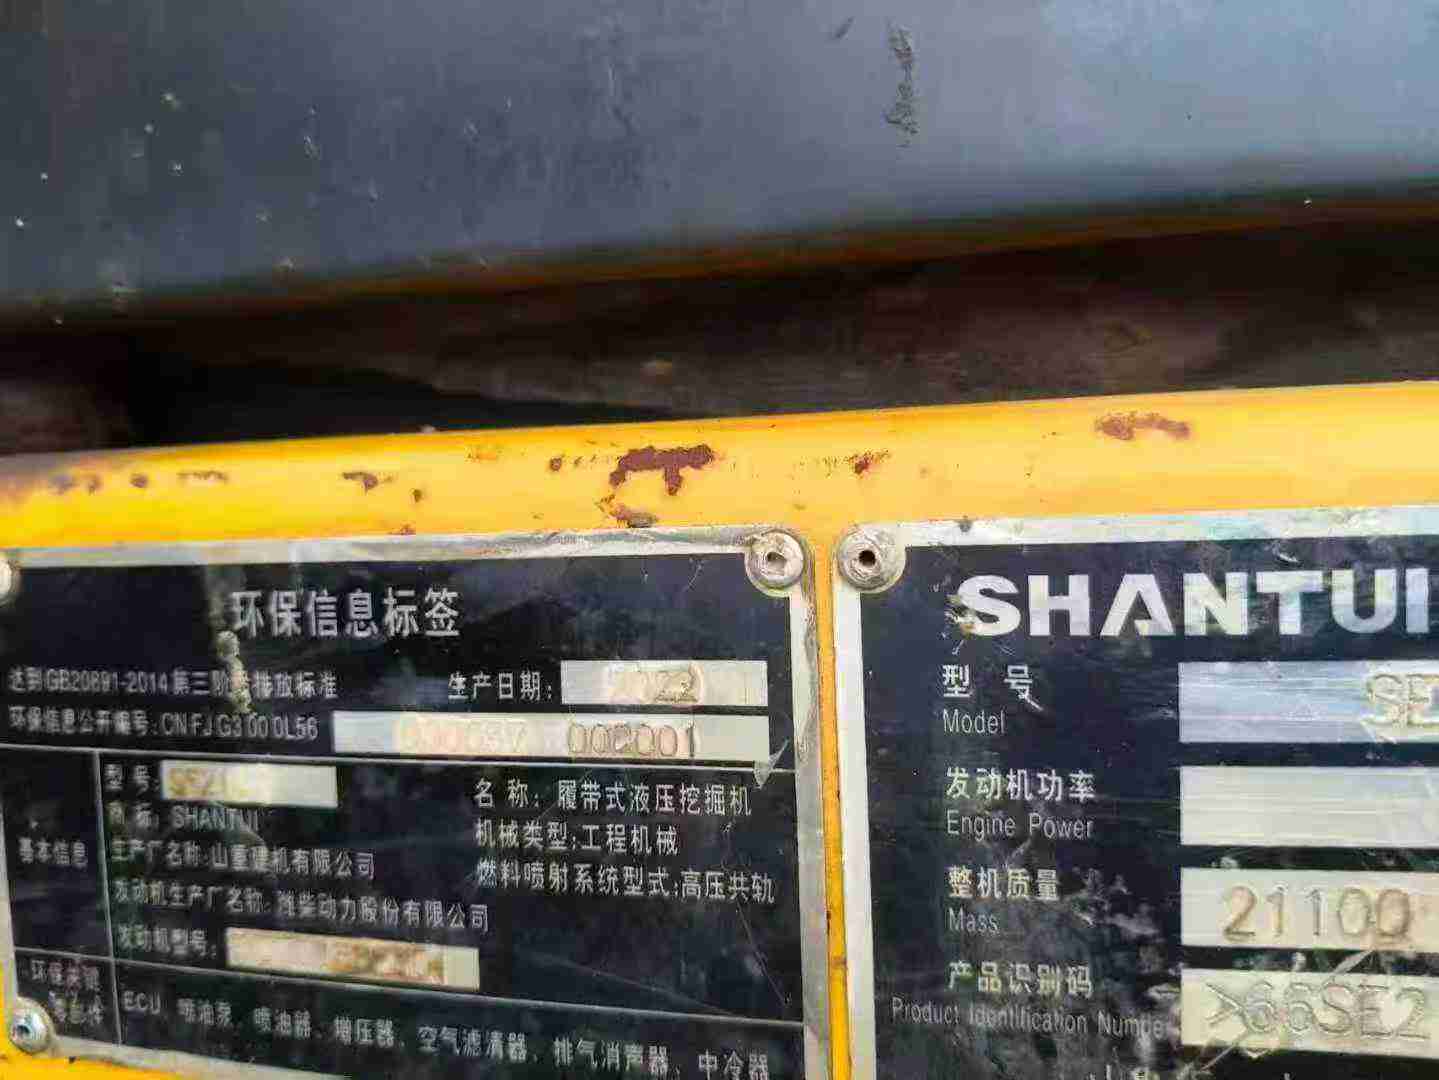 环保信息标签
达到GB20891-2014第三阶段排放标准
生产日期: 2022
环保信息公开编号: CN FJ G3 00 0L56 002001
型号
名称: 履带式液压挖掘机
商标: SHANTUI
机械类型: 工程机械
基本信息
生产厂名称: 山重建机有限公司
燃料喷射系统型式: 高压共轨
发动机生产厂名称: 潍柴动力股份有限公司
发动机型号:
环保关键
ECU 喷油泵、喷油器、增压器、空气滤清器、排气消声器、中冷器
SHANTUI
型号 SE
Model
发动机功率
Engine Power
整机质量 21100
Mass
产品识别码
Product Identification Number >66SE2